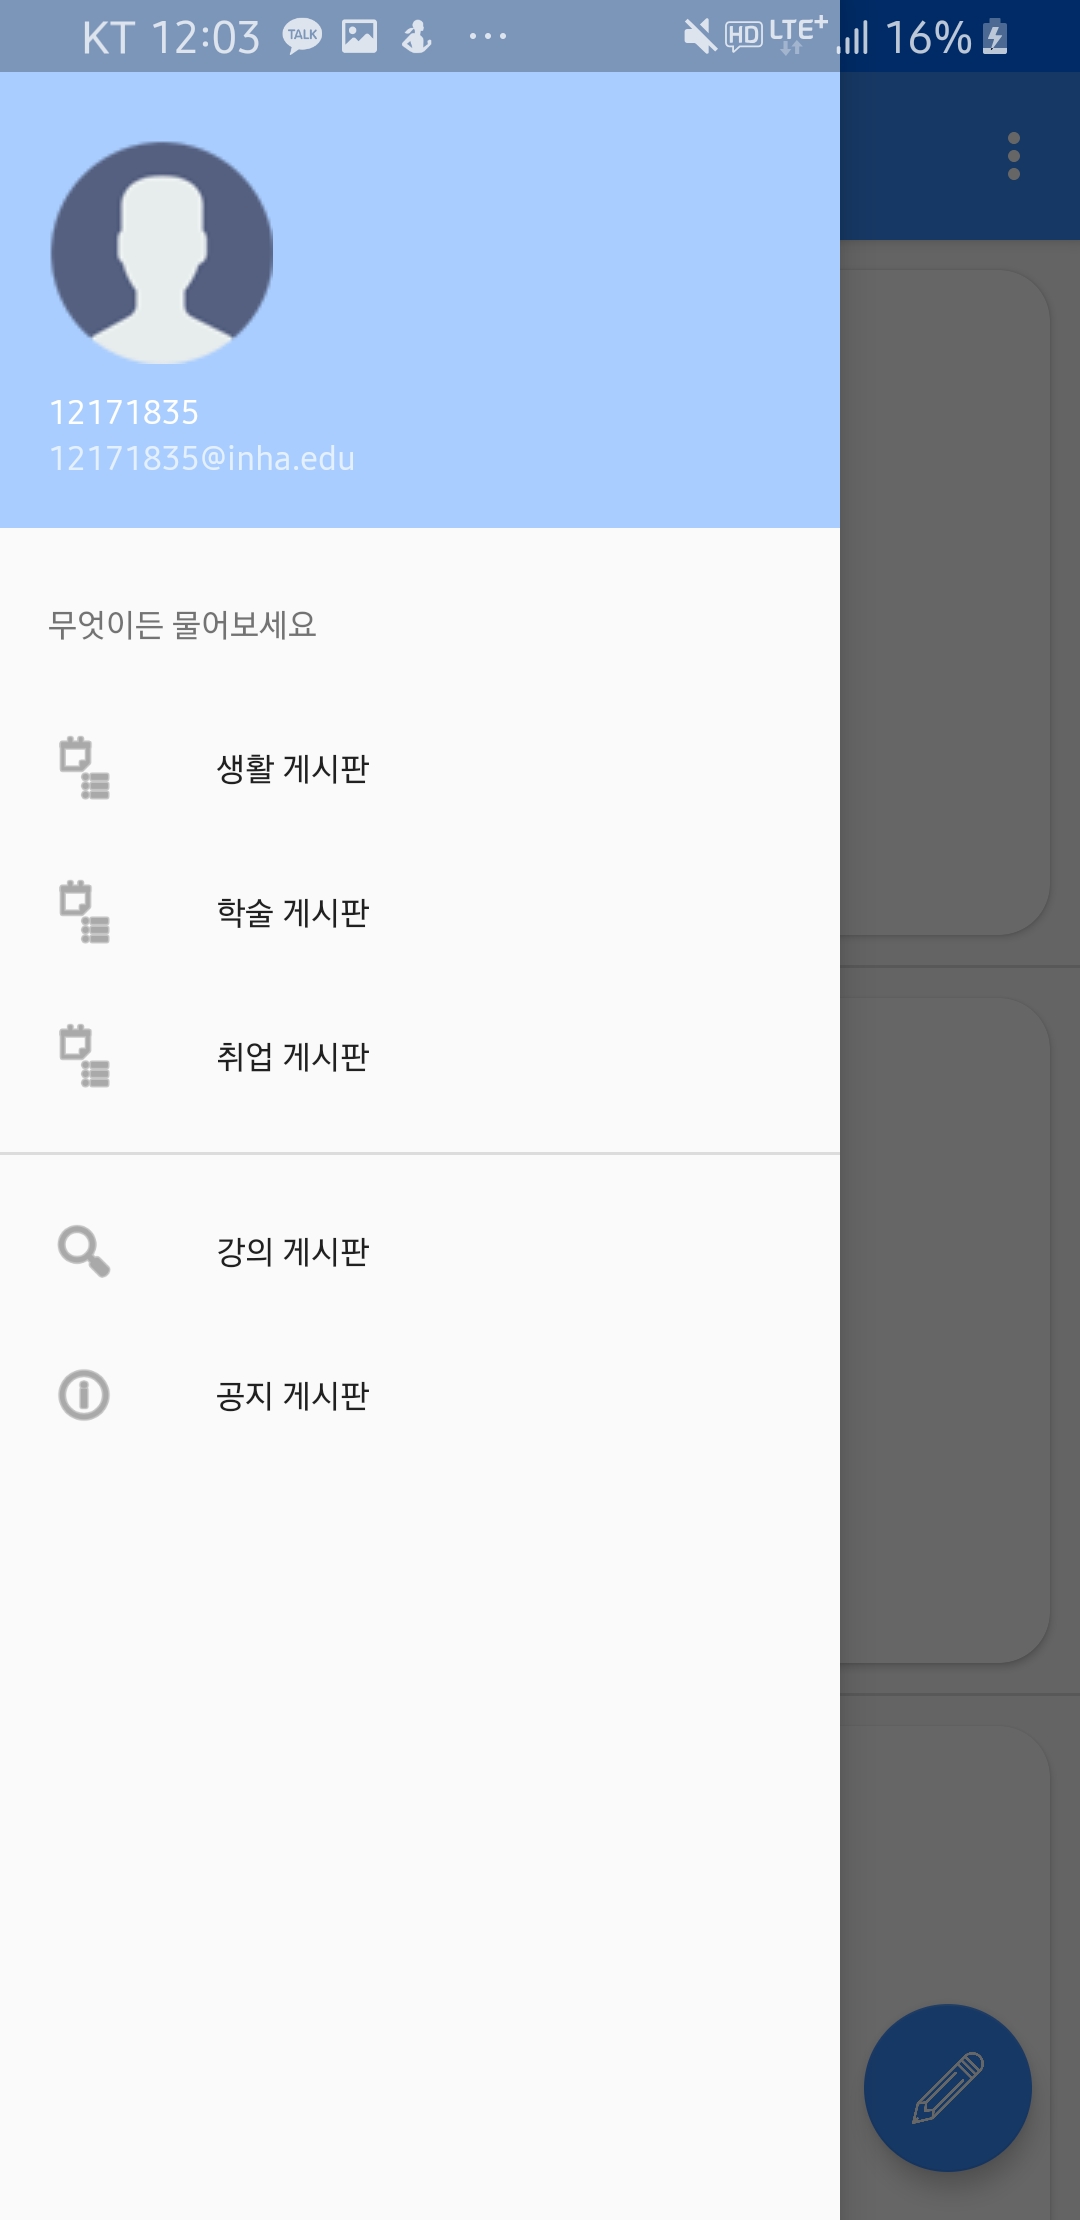 KT 12:03 TALK HD LTE+ 16%
12171835
12171835@inha.edu
무엇이든 물어보세요
생활 게시판
학술 게시판
취업 게시판
강의 게시판
공지 게시판